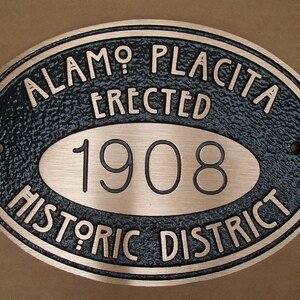 ALAMO PLACITA
ERECTED
1908
HISTORIC DISTRICT